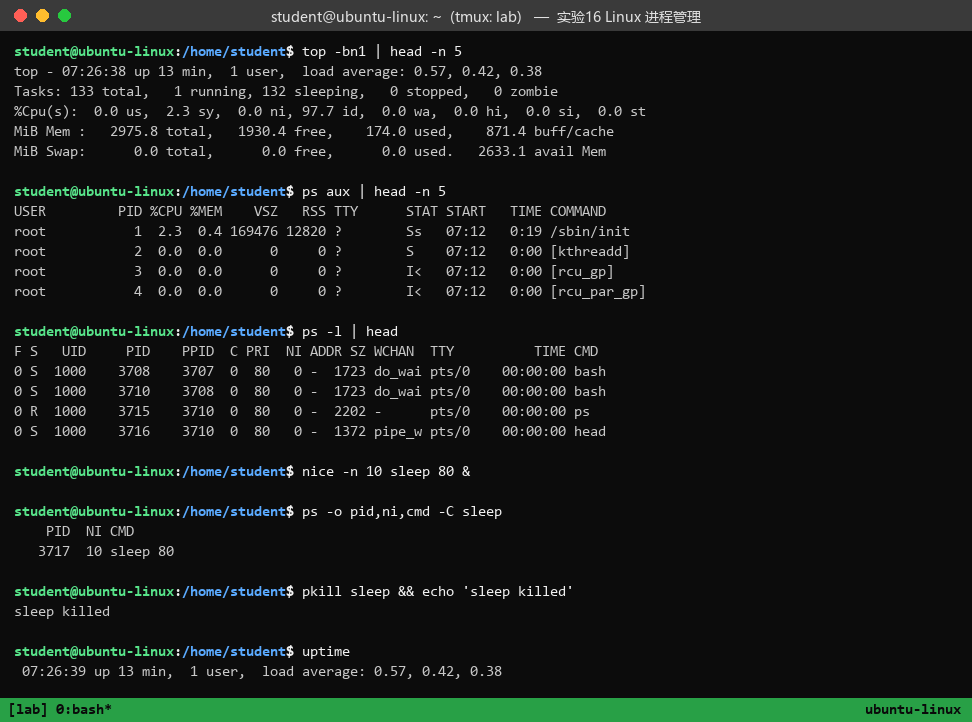 student@ubuntu-linux: ~  (tmux: lab)   — 实验16 Linux 进程管理
student@ubuntu-linux:/home/student$ top -bn1 | head -n 5
top - 07:26:38 up 13 min,  1 user,  load average: 0.57, 0.42, 0.38
Tasks: 133 total,   1 running, 132 sleeping,   0 stopped,   0 zombie
%Cpu(s):  0.0 us,  2.3 sy,  0.0 ni, 97.7 id,  0.0 wa,  0.0 hi,  0.0 si,  0.0 st
MiB Mem :   2975.8 total,   1930.4 free,    174.0 used,    871.4 buff/cache
MiB Swap:      0.0 total,      0.0 free,      0.0 used.   2633.1 avail Mem
student@ubuntu-linux:/home/student$ ps aux | head -n 5
USER         PID %CPU %MEM    VSZ   RSS TTY      STAT START   TIME COMMAND
root           1  2.3  0.4 169476 12820 ?        Ss   07:12   0:19 /sbin/init
root           2  0.0  0.0      0     0 ?        S    07:12   0:00 [kthreadd]
root           3  0.0  0.0      0     0 ?        I<   07:12   0:00 [rcu_gp]
root           4  0.0  0.0      0     0 ?        I<   07:12   0:00 [rcu_par_gp]
student@ubuntu-linux:/home/student$ ps -l | head
F S   UID     PID    PPID  C PRI  NI ADDR SZ WCHAN  TTY          TIME CMD
0 S  1000    3708    3707  0  80   0 -  1723 do_wai pts/0    00:00:00 bash
0 S  1000    3710    3708  0  80   0 -  1723 do_wai pts/0    00:00:00 bash
0 R  1000    3715    3710  0  80   0 -  2202 -      pts/0    00:00:00 ps
0 S  1000    3716    3710  0  80   0 -  1372 pipe_w pts/0    00:00:00 head
student@ubuntu-linux:/home/student$ nice -n 10 sleep 80 &
student@ubuntu-linux:/home/student$ ps -o pid,ni,cmd -C sleep
    PID  NI CMD
   3717  10 sleep 80
student@ubuntu-linux:/home/student$ pkill sleep && echo 'sleep killed'
sleep killed
student@ubuntu-linux:/home/student$ uptime
 07:26:39 up 13 min,  1 user,  load average: 0.57, 0.42, 0.38
[lab] 0:bash* ubuntu-linux